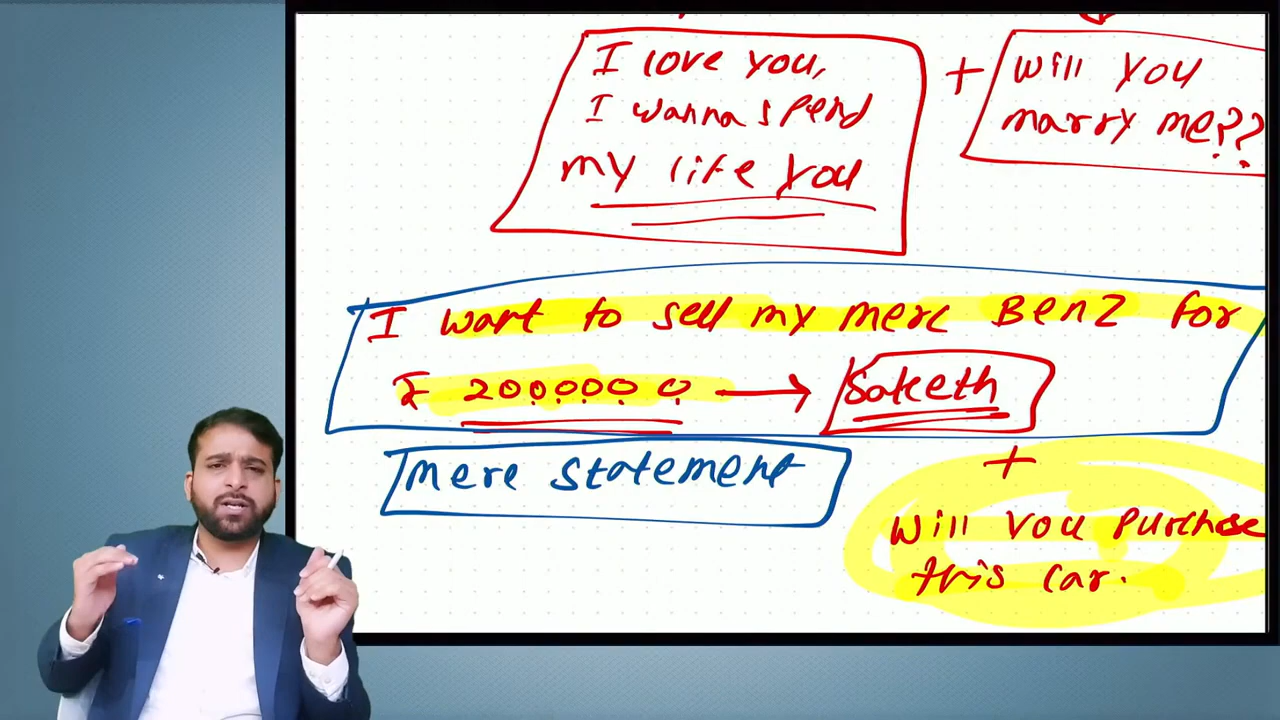 I love you,
I wanna spend
my life you
+ Will you
marry me??
I want to sell my merc Benz for
₹ 2000000 → Saketh
mere statement
+
Will you purchase
this car.